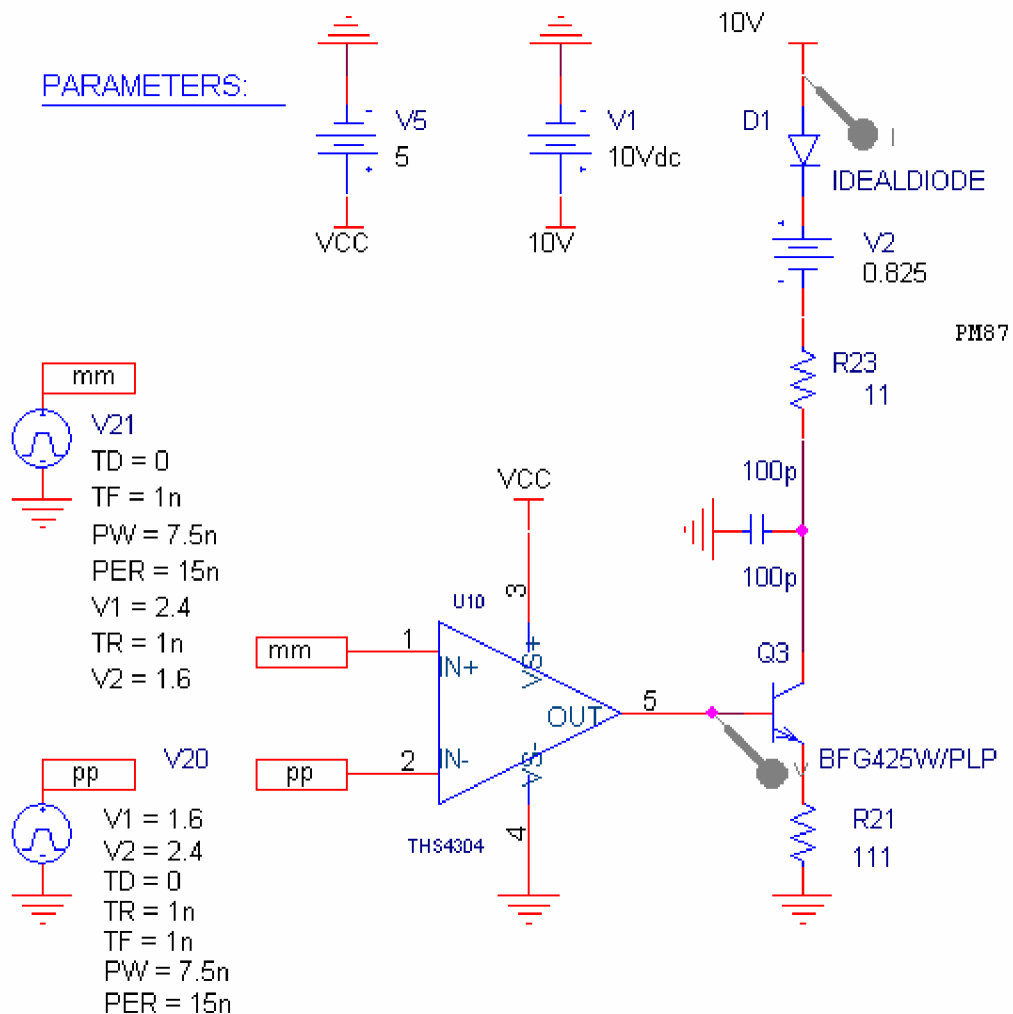 10V
PARAMETERS:
V5
5
VCC
V1
10Vdc
10V
D1
I
IDEALDIODE
V2
0.825
PM87
R23
11
mm
V21
TD = 0
TF = 1n
PW = 7.5n
PER = 15n
V1 = 2.4
TR = 1n
V2 = 1.6
100p
100p
VCC
3
U10
mm
1
IN+
VS+
OUT
5
Q3
BFG425W/PLP
V
pp
2
IN-
VS-
4
THS4304
R21
111
pp
V20
V1 = 1.6
V2 = 2.4
TD = 0
TR = 1n
TF = 1n
PW = 7.5n
PER = 15n